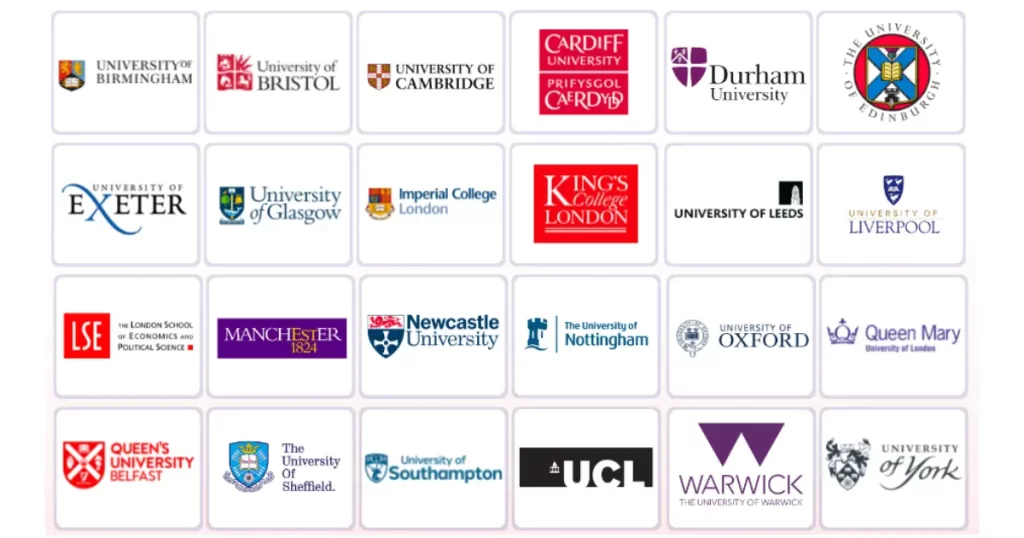 UNIVERSITY OF
BIRMINGHAM
University of
BRISTOL
UNIVERSITY OF
CAMBRIDGE
CARDIFF
UNIVERSITY
PRIFYSGOL
CAERDYDD
Durham
University
THE UNIVERSITY
OF EDINBURGH
UNIVERSITY OF
EXETER
University
of Glasgow
Imperial College
London
KING'S
College
LONDON
UNIVERSITY OF LEEDS
UNIVERSITY OF
LIVERPOOL
LSE
THE LONDON SCHOOL
OF ECONOMICS AND
POLITICAL SCIENCE
MANCHESTER
1824
Newcastle
University
The University of
Nottingham
UNIVERSITY OF
OXFORD
Queen Mary
University of London
QUEEN'S
UNIVERSITY
BELFAST
The
University
Of
Sheffield.
University of
Southampton
UCL
WARWICK
THE UNIVERSITY OF WARWICK
UNIVERSITY
of York